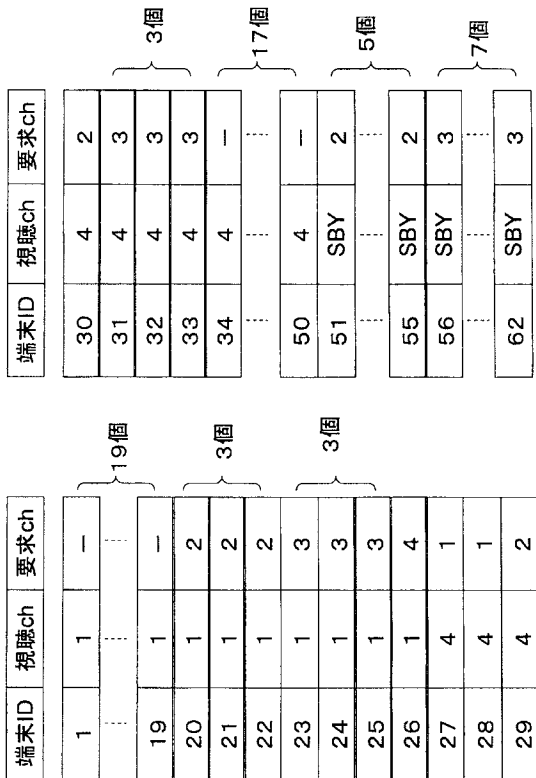 端末ID 視聴ch 要求ch
1 1 —
19 1 —
19個
20 1 2
21 1 2
22 1 2
3個
23 1 3
24 1 3
25 1 3
3個
26 1 4
27 4 1
28 4 1
29 4 2
端末ID 視聴ch 要求ch
30 4 2
31 4 3
32 4 3
33 4 3
3個
34 4 —
50 4 —
17個
51 SBY 2
55 SBY 2
5個
56 SBY 3
62 SBY 3
7個